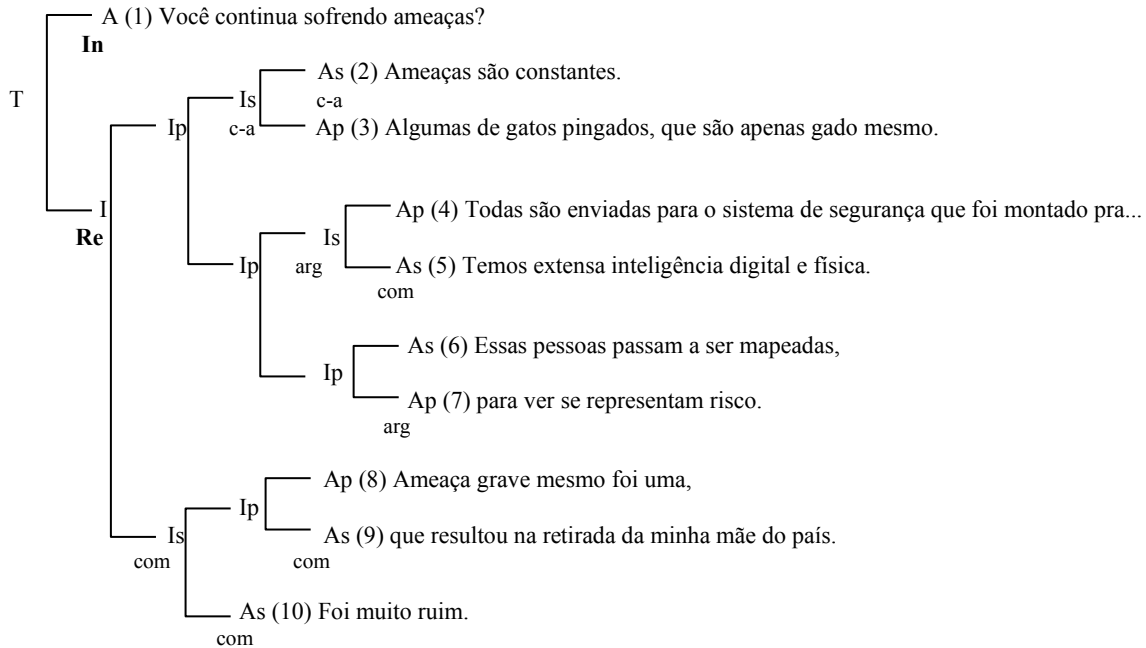 A (1) Você continua sofrendo ameaças?
In
As (2) Ameaças são constantes.
T
Is
c-a
Ip
c-a
Ap (3) Algumas de gatos pingados, que são apenas gado mesmo.
I
Ap (4) Todas são enviadas para o sistema de segurança que foi montado pra...
Re
Is
Ip
arg
As (5) Temos extensa inteligência digital e física.
com
As (6) Essas pessoas passam a ser mapeadas,
Ip
Ap (7) para ver se representam risco.
arg
Ap (8) Ameaça grave mesmo foi uma,
Ip
Is
As (9) que resultou na retirada da minha mãe do país.
com
com
As (10) Foi muito ruim.
com